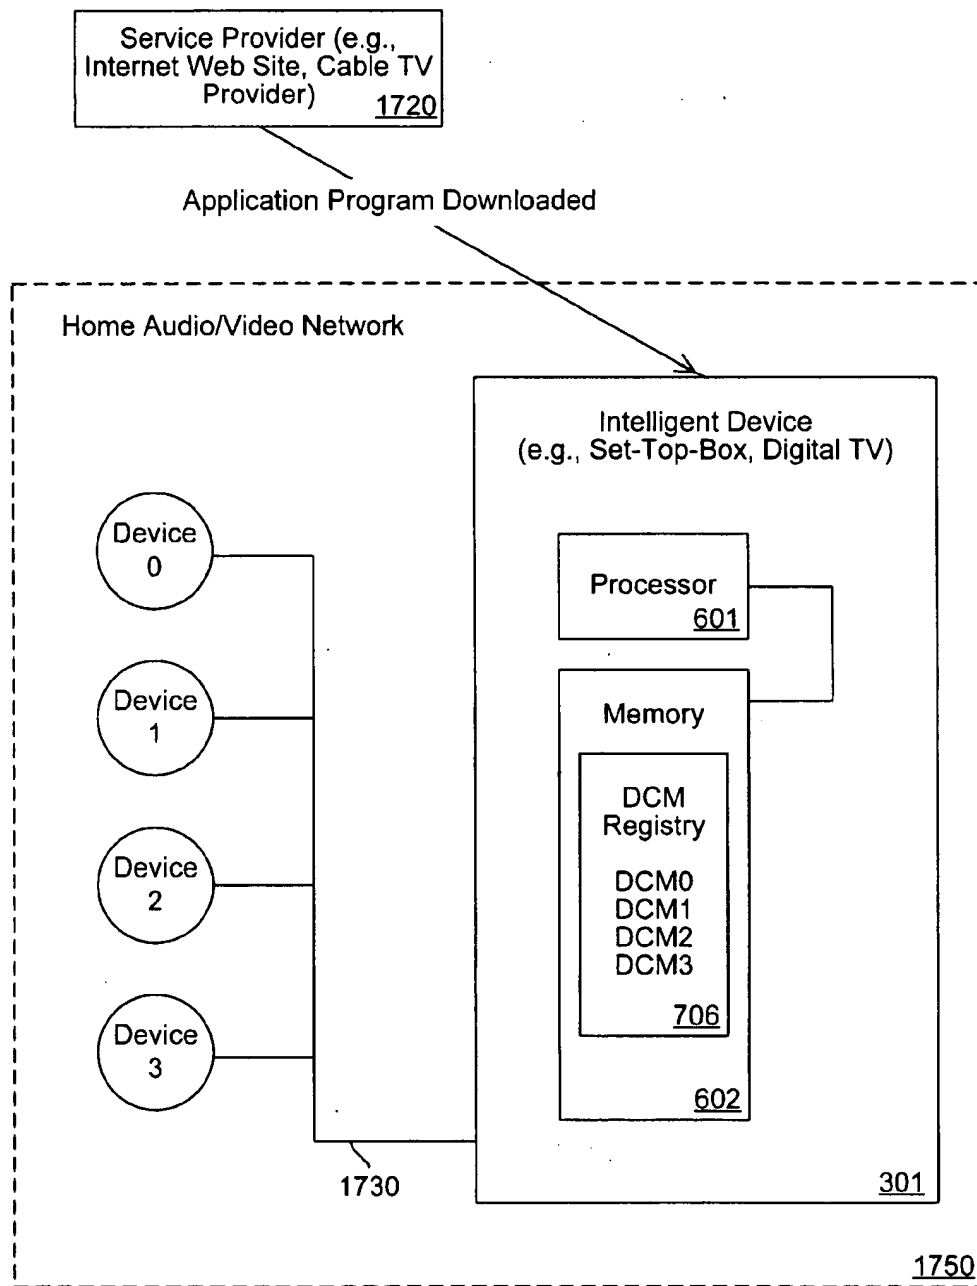 Service Provider (e.g.,
Internet Web Site, Cable TV
Provider)
1720
Application Program Downloaded
Home Audio/Video Network
Intelligent Device
(e.g., Set-Top-Box, Digital TV)
Device
0
Device
1
Device
2
Device
3
Processor
601
Memory
DCM
Registry
DCM0
DCM1
DCM2
DCM3
706
602
1730
301
1750